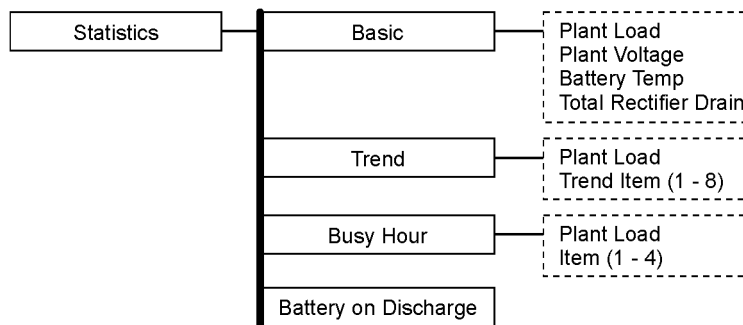 Statistics
Basic
Plant Load
Plant Voltage
Battery Temp
Total Rectifier Drain
Trend
Plant Load
Trend Item (1 - 8)
Busy Hour
Plant Load
Item (1 - 4)
Battery on Discharge